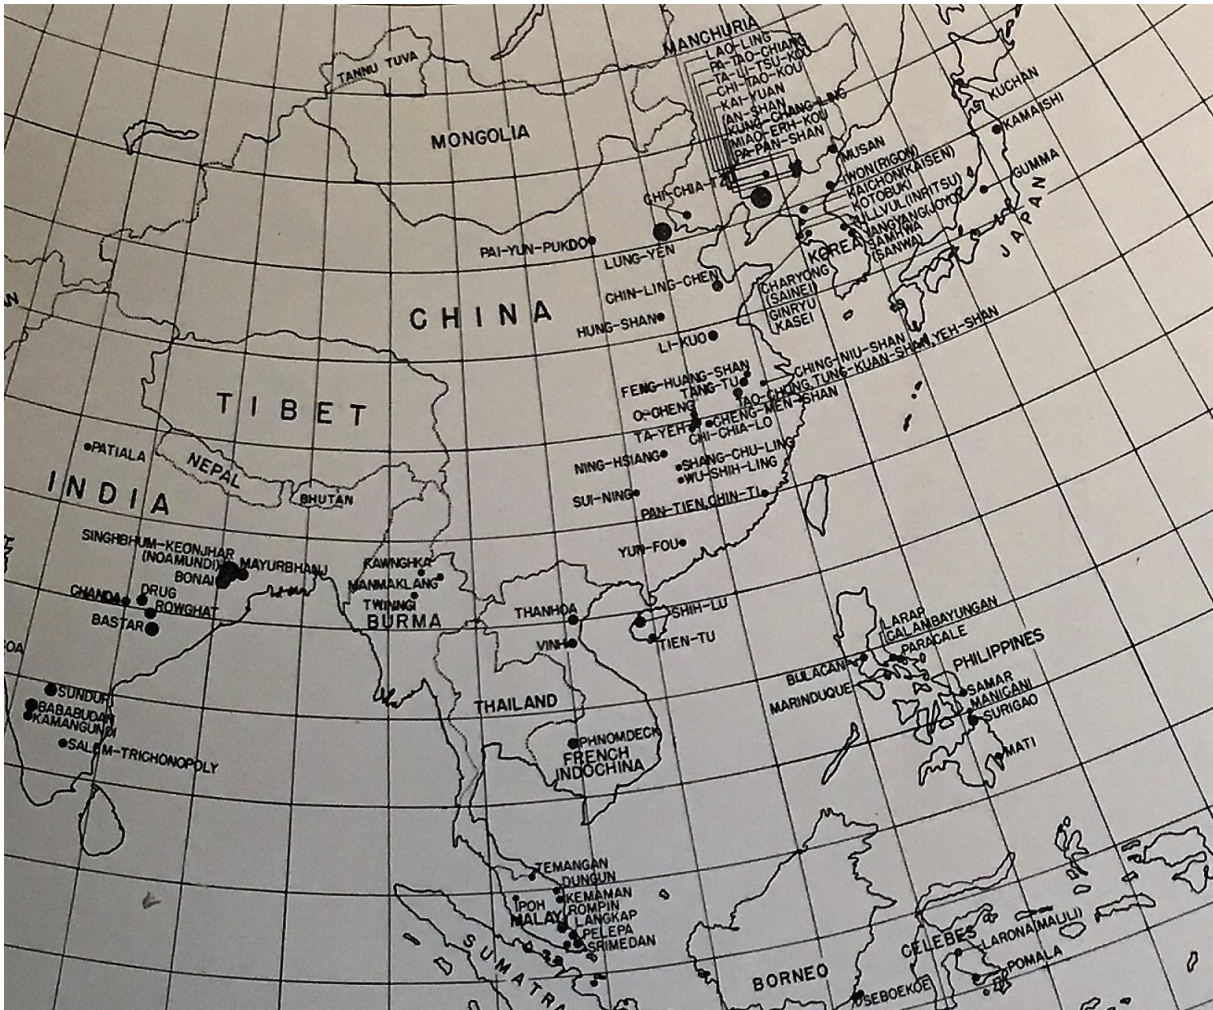 MANCHURIA
LAO-LING
PA-TAO-CHIANG
TA-LI-TSU-KOU
CHI-TAO-KOU
KAI-YUAN
AN-SHAN
KUNG-CHANG-LING
MIAO-ERH-KOU
PA-PAN-SHAN
TANNU TUVA
MONGOLIA
KUCHAN
KAMAISHI
MUSAN
GUMMA
IWON(RIGON)
KAICHON(KAISEN)
KOTOBUKI
PULLVUL(INRITSU)
YANGYANG(JOYO)
SAMHWA
(SANWA)
KOREA
JAPAN
PAI-YUN-PUKDO
LUNG-YEN
CHIN-LING-CHEN
CHARYONG
(SAINEI)
GINRYU
KASEI
CHINA
HUNG-SHAN
LI-KUO
CHING-NIU-SHAN
FENG-HUANG-SHAN
TANG-TU
TAO-CHUNG, TUNG-KUAN-SHAN, YEH-SHAN
O-CHENG
CHENG-MEN-SHAN
TA-YEH
CHI-CHIA-LO
TIBET
PATIALA
NEPAL
BHUTAN
INDIA
NING-HSIANG
SHANG-CHU-LING
WU-SHIH-LING
SUI-NING
PAN-TIEN, CHIN-TI
YUN-FOU
SINGHBHUM-KEONJHAR
(NOAMUNDI)
MAYURBHANJ
BONAI
CHANDA
DRUG
ROWGHAT
BASTAR
KAWNGHKA
MANMAKLANG
TWINNGI
BURMA
THANHOA
SHIH-LU
VINH
TIEN-TU
OA
SUNDUR
BABABUDAN
KAMANGUNDI
SALEM-TRICHONOPOLY
THAILAND
PHNOMDECK
FRENCH
INDOCHINA
LARAP
CALANBAYUNGAN
PARACALE
PHILIPPINES
BULACAN
MARINDUQUE
SAMAR
MANICANI
SURIGAO
MATI
TEMANGAN
DUNGUN
IPOH
KEMAMAN
ROMPIN
MALAY
LANGKAP
PELEPA
SRIMEDAN
SUMATRA
BORNEO
CELEBES
LARONA(MALILI)
POMALA
SEBOEKOE